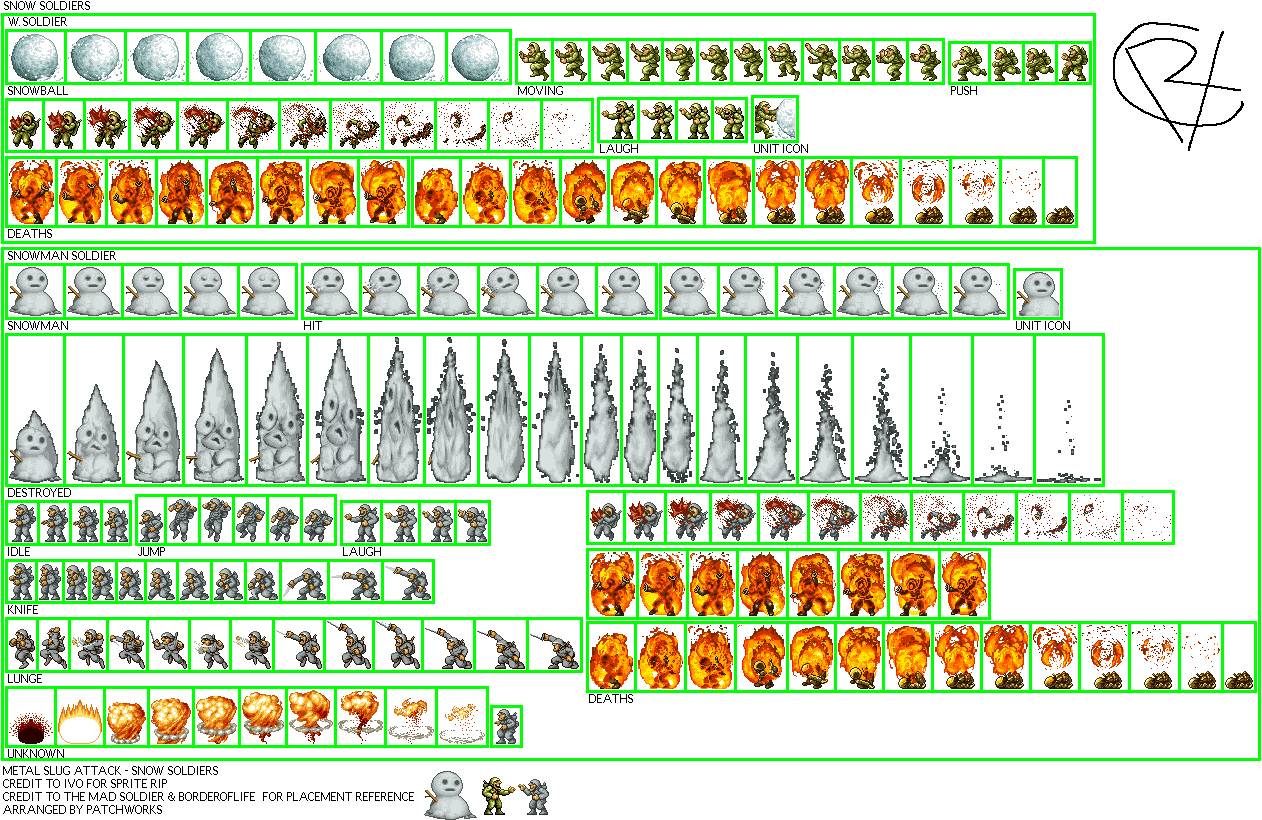 SNOW SOLDIERS
W. SOLDIER
SNOWBALL
MOVING
PUSH
LAUGH
UNIT ICON
DEATHS
SNOWMAN SOLDIER
SNOWMAN
HIT
UNIT ICON
DESTROYED
IDLE
JUMP
LAUGH
KNIFE
LUNGE
DEATHS
UNKNOWN
METAL SLUG ATTACK - SNOW SOLDIERS
CREDIT TO IVO FOR SPRITE RIP
CREDIT TO THE MAD SOLDIER & BORDEROFLIFE FOR PLACEMENT REFERENCE
ARRANGED BY PATCHWORKS